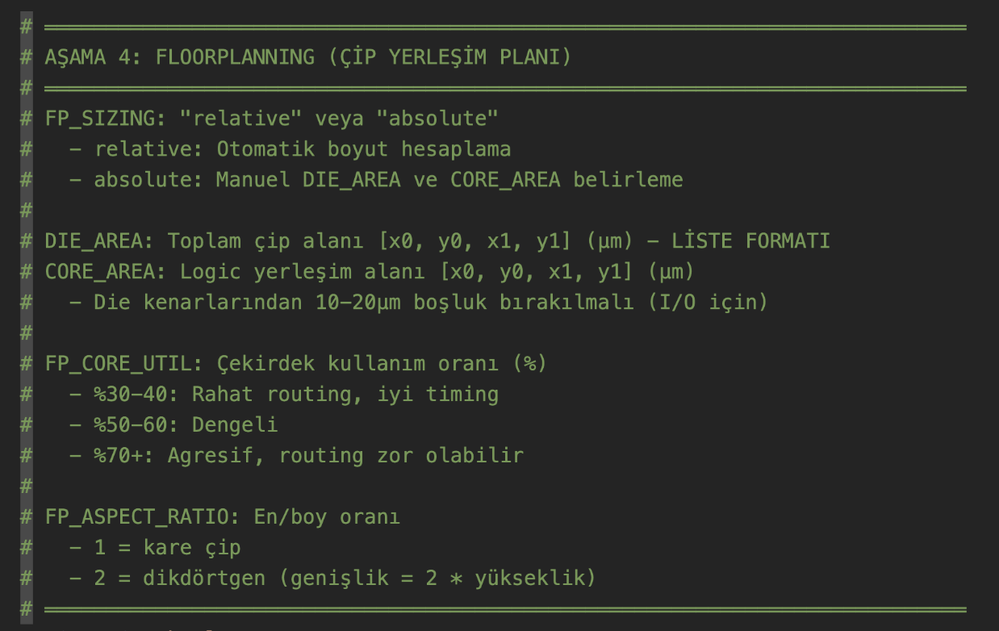 # ══════════════════════════════════════════════════════════════════════════
# AŞAMA 4: FLOORPLANNING (ÇİP YERLEŞİM PLANI)
# ══════════════════════════════════════════════════════════════════════════
# FP_SIZING: "relative" veya "absolute"
#   - relative: Otomatik boyut hesaplama
#   - absolute: Manuel DIE_AREA ve CORE_AREA belirleme
#
# DIE_AREA: Toplam çip alanı [x0, y0, x1, y1] (µm) - LİSTE FORMATI
# CORE_AREA: Logic yerleşim alanı [x0, y0, x1, y1] (µm)
#   - Die kenarlarından 10-20µm boşluk bırakılmalı (I/O için)
#
# FP_CORE_UTIL: Çekirdek kullanım oranı (%)
#   - %30-40: Rahat routing, iyi timing
#   - %50-60: Dengeli
#   - %70+: Agresif, routing zor olabilir
#
# FP_ASPECT_RATIO: En/boy oranı
#   - 1 = kare çip
#   - 2 = dikdörtgen (genişlik = 2 * yükseklik)
# ══════════════════════════════════════════════════════════════════════════